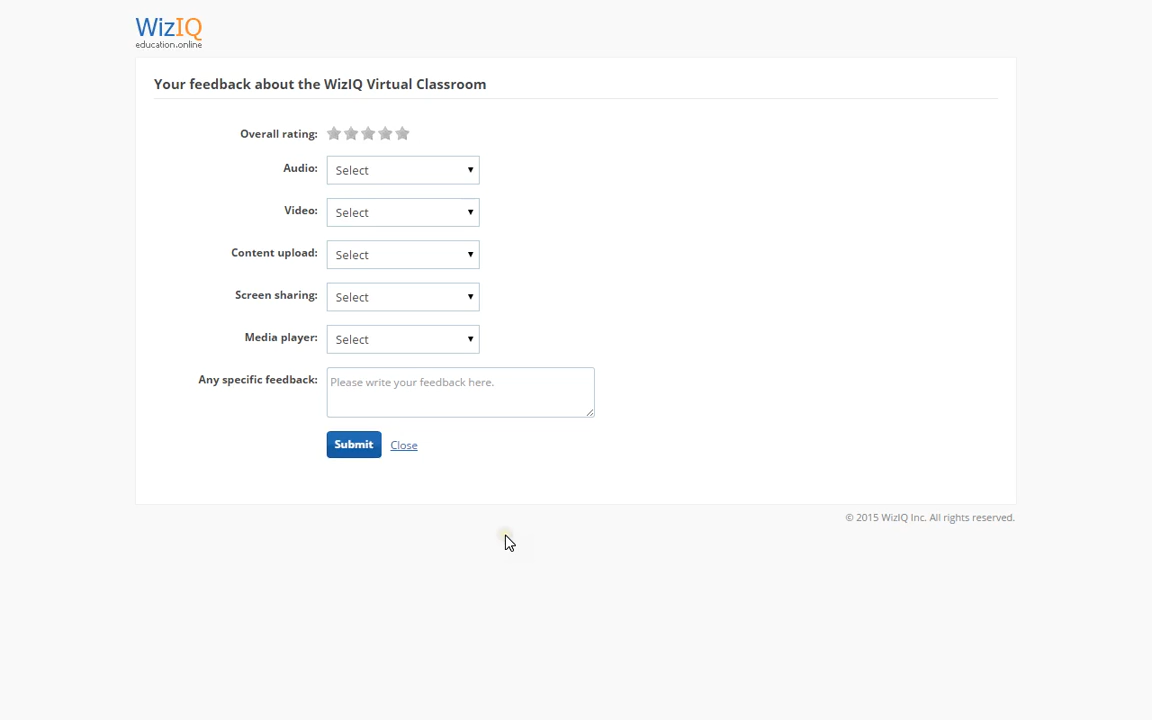 WizIQ
education.online
Your feedback about the WizIQ Virtual Classroom
Overall rating:
Audio: Select
Video: Select
Content upload: Select
Screen sharing: Select
Media player: Select
Any specific feedback: Please write your feedback here.
Submit Close
© 2015 WizIQ Inc. All rights reserved.